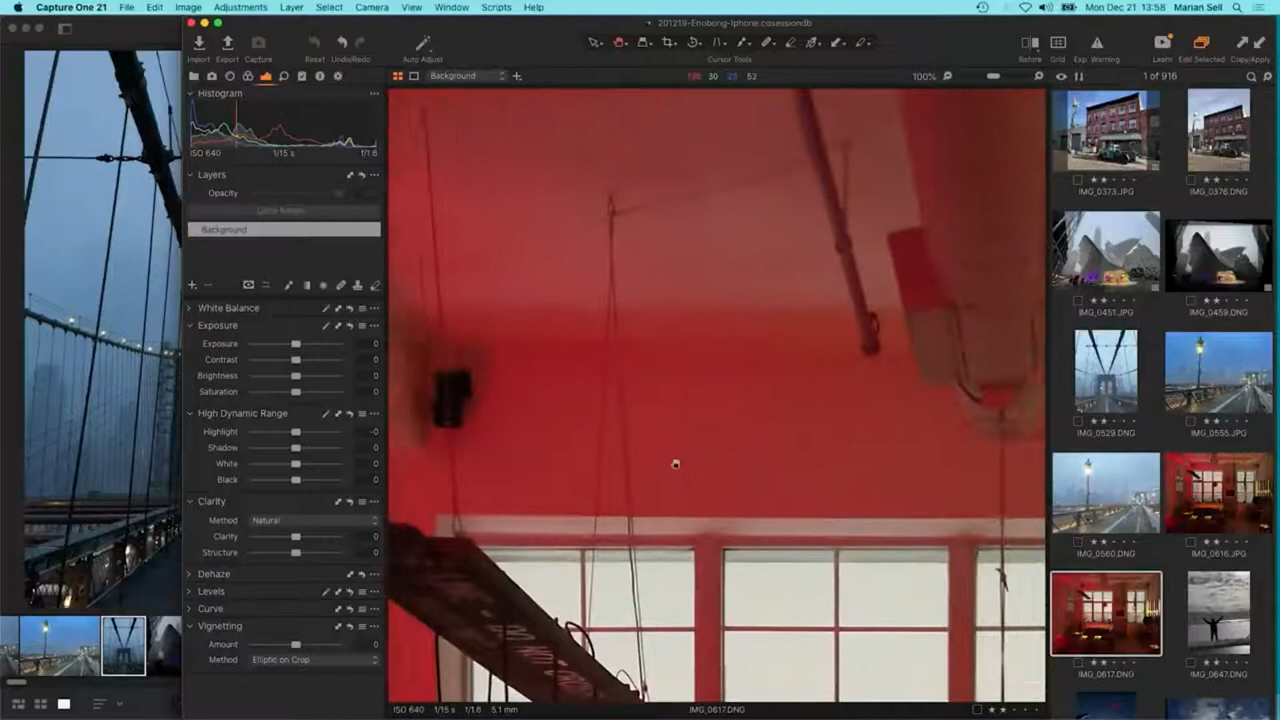 Capture One 21 File Edit Image Adjustments Layer Select Camera View Window Scripts Help Mon Dec 21 13:58 Marian Sell
201219-Enobong-Iphone.cosessiondb
Import Export Capture Reset Undo/Redo Auto Adjust Cursor Tools Before Grid Exp. Warning Learn Edit Selected Copy/Apply
Background 30 23 52 100% 1 of 916
Histogram
ISO 640 1/15 s f/1.6
Layers
Opacity
Background
White Balance
Exposure
Exposure 0
Contrast 0
Brightness 0
Saturation 0
High Dynamic Range
Highlight -0
Shadow 0
White 0
Black 0
Clarity
Method Natural
Clarity 0
Structure 0
Dehaze
Levels
Curve
Vignetting
Amount 0
Method Elliptic on Crop
ISO 640 1/15 s f/1.6 5.1 mm IMG_0617.DNG
IMG_0373.JPG IMG_0376.DNG
IMG_0451.JPG IMG_0459.DNG
IMG_0529.DNG IMG_0555.JPG
IMG_0560.DNG IMG_0616.JPG
IMG_0617.DNG IMG_0647.DNG